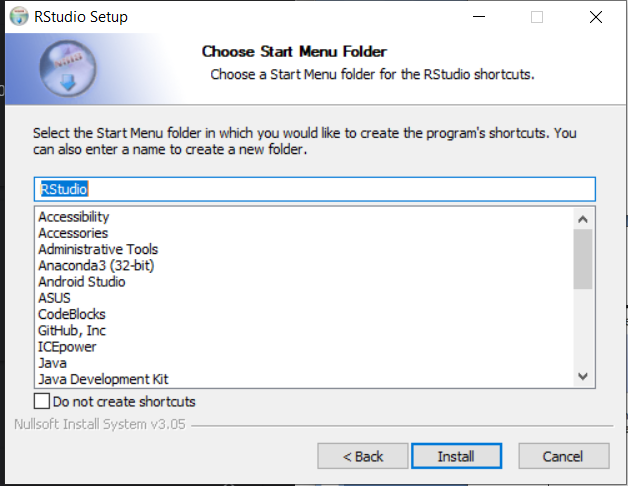 RStudio Setup
Choose Start Menu Folder
Choose a Start Menu folder for the RStudio shortcuts.
Select the Start Menu folder in which you would like to create the program's shortcuts. You
can also enter a name to create a new folder.
RStudio
Accessibility
Accessories
Administrative Tools
Anaconda3 (32-bit)
Android Studio
ASUS
CodeBlocks
GitHub, Inc
ICEpower
Java
Java Development Kit
Do not create shortcuts
Nullsoft Install System v3.05
< Back
Install
Cancel